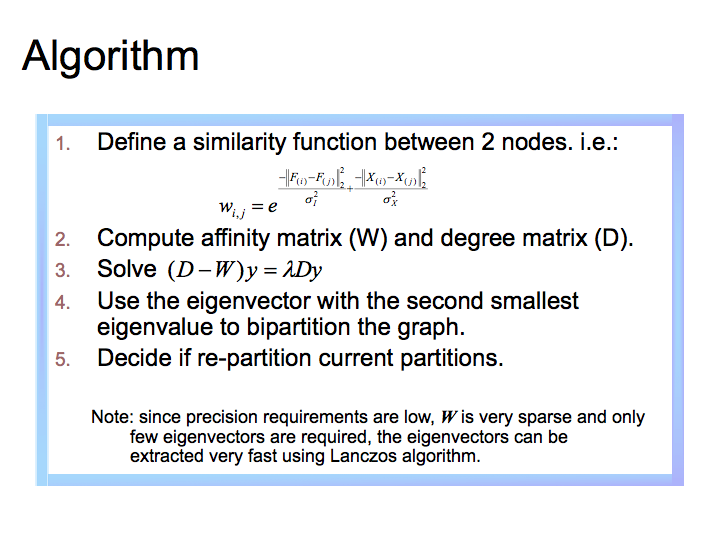 Algorithm
1. Define a similarity function between 2 nodes. i.e.:
w_{i,j} = e^{\frac{-\|F_{(i)}-F_{(j)}\|_2^2}{\sigma_I^2}+\frac{-\|X_{(i)}-X_{(j)}\|_2^2}{\sigma_X^2}}
2. Compute affinity matrix (W) and degree matrix (D).
3. Solve (D−W)y = λDy
4. Use the eigenvector with the second smallest
eigenvalue to bipartition the graph.
5. Decide if re-partition current partitions.
Note: since precision requirements are low, W is very sparse and only
few eigenvectors are required, the eigenvectors can be
extracted very fast using Lanczos algorithm.